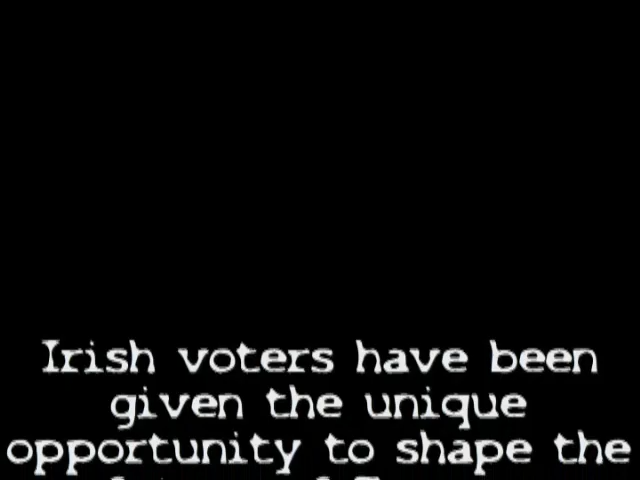 Irish voters have been
given the unique
opportunity to shape the